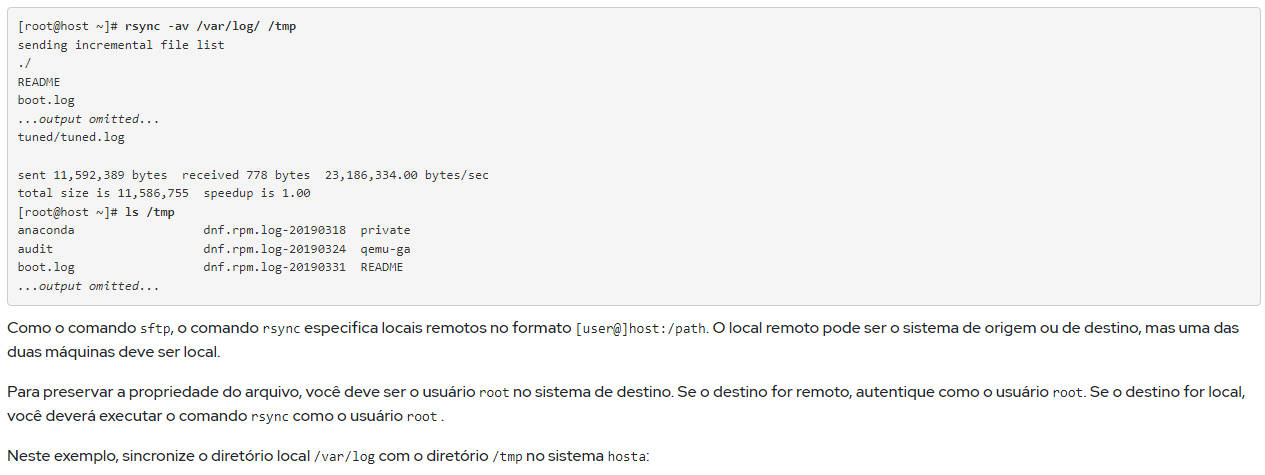 [root@host ~]# rsync -av /var/log/ /tmp
sending incremental file list
./
README
boot.log
...output omitted...
tuned/tuned.log
sent 11,592,389 bytes  received 778 bytes  23,186,334.00 bytes/sec
total size is 11,586,755  speedup is 1.00
[root@host ~]# ls /tmp
anaconda                  dnf.rpm.log-20190318  private
audit                     dnf.rpm.log-20190324  qemu-ga
boot.log                  dnf.rpm.log-20190331  README
...output omitted...
Como o comando sftp, o comando rsync especifica locais remotos no formato [user@]host:/path. O local remoto pode ser o sistema de origem ou de destino, mas uma das
duas máquinas deve ser local.
Para preservar a propriedade do arquivo, você deve ser o usuário root no sistema de destino. Se o destino for remoto, autentique como o usuário root. Se o destino for local,
você deverá executar o comando rsync como o usuário root .
Neste exemplo, sincronize o diretório local /var/log com o diretório /tmp no sistema hosta: